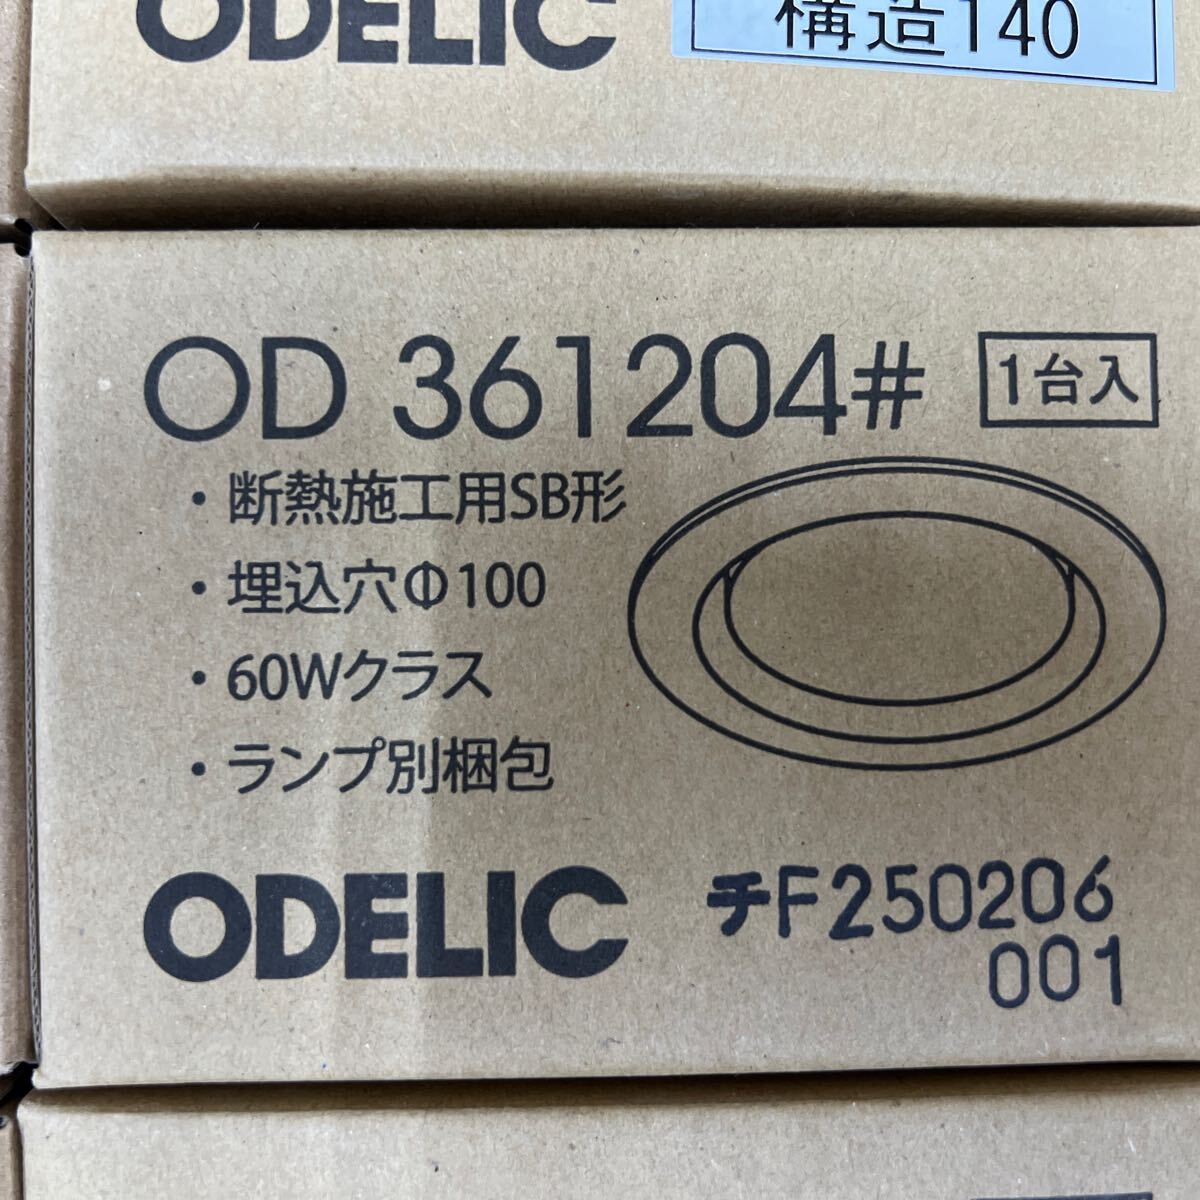 ODELIC
構造140
OD 361204# 1台入
・断熱施工用SB形
・埋込穴Φ100
・60Wクラス
・ランプ別梱包
ODELIC チF250206
001